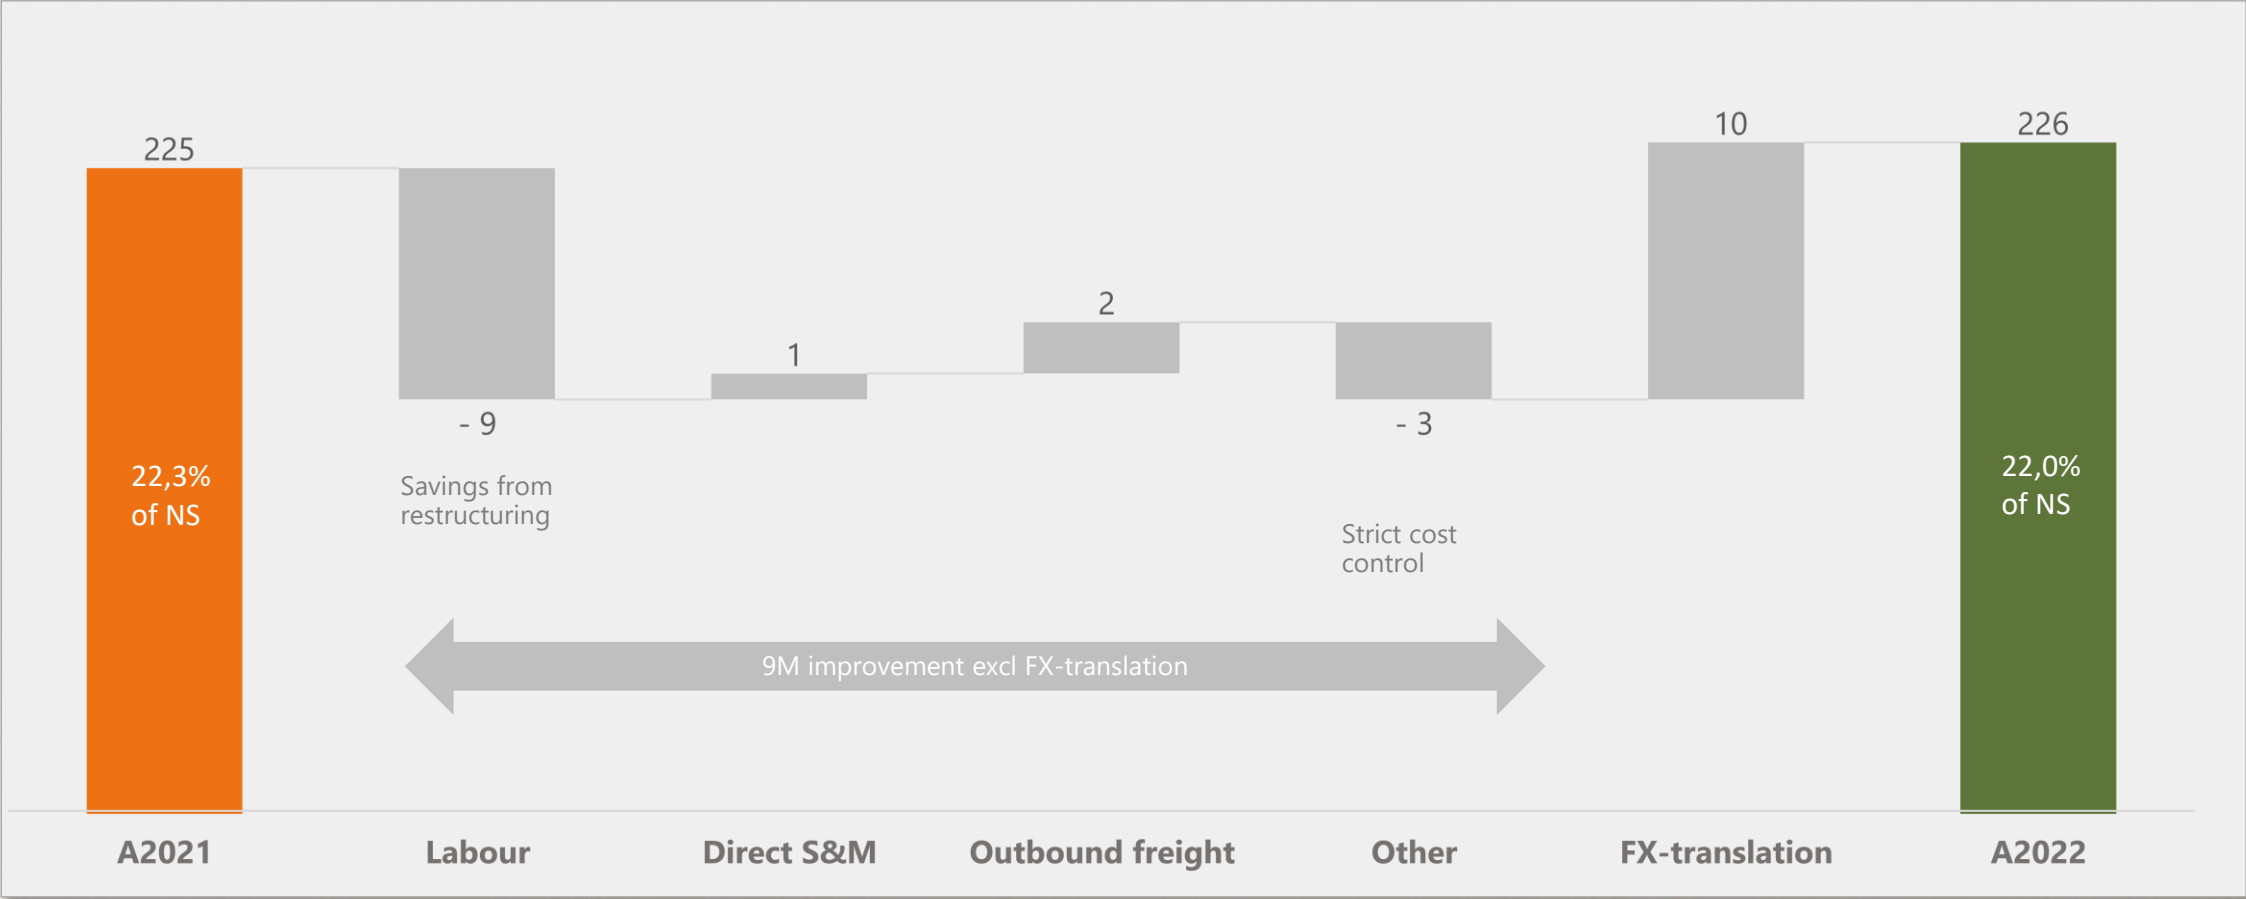 225
- 9
1
2
- 3
10
226
22,3%
of NS
Savings from
restructuring
Strict cost
control
22,0%
of NS
9M improvement excl FX-translation
A2021
Labour
Direct S&M
Outbound freight
Other
FX-translation
A2022